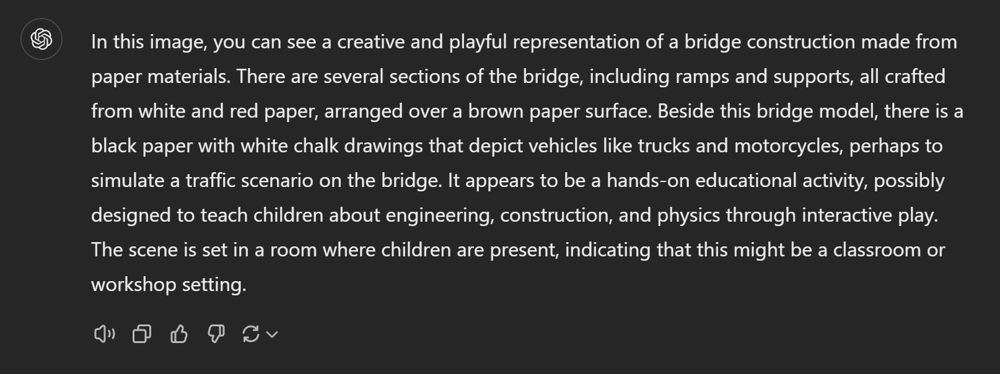 In this image, you can see a creative and playful representation of a bridge construction made from
paper materials. There are several sections of the bridge, including ramps and supports, all crafted
from white and red paper, arranged over a brown paper surface. Beside this bridge model, there is a
black paper with white chalk drawings that depict vehicles like trucks and motorcycles, perhaps to
simulate a traffic scenario on the bridge. It appears to be a hands-on educational activity, possibly
designed to teach children about engineering, construction, and physics through interactive play.
The scene is set in a room where children are present, indicating that this might be a classroom or
workshop setting.